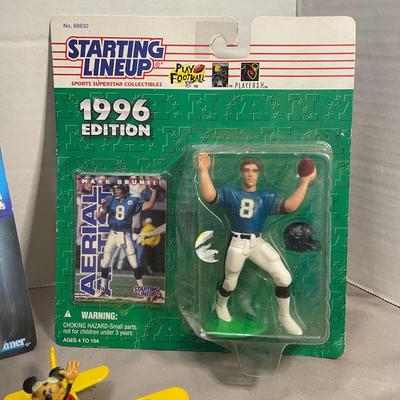 No. 68830
STARTING
LINEUP®
SPORTS SUPERSTAR COLLECTIBLES
PLAY
FOOTBALL
PLAYERS
1996
EDITION
MARK BRUNELL
8
AERIAL
STARTING
LINEUP
8
WARNING:
CHOKING HAZARD-Small parts.
not for children under 3 years.
AGES 4 TO 104
nner